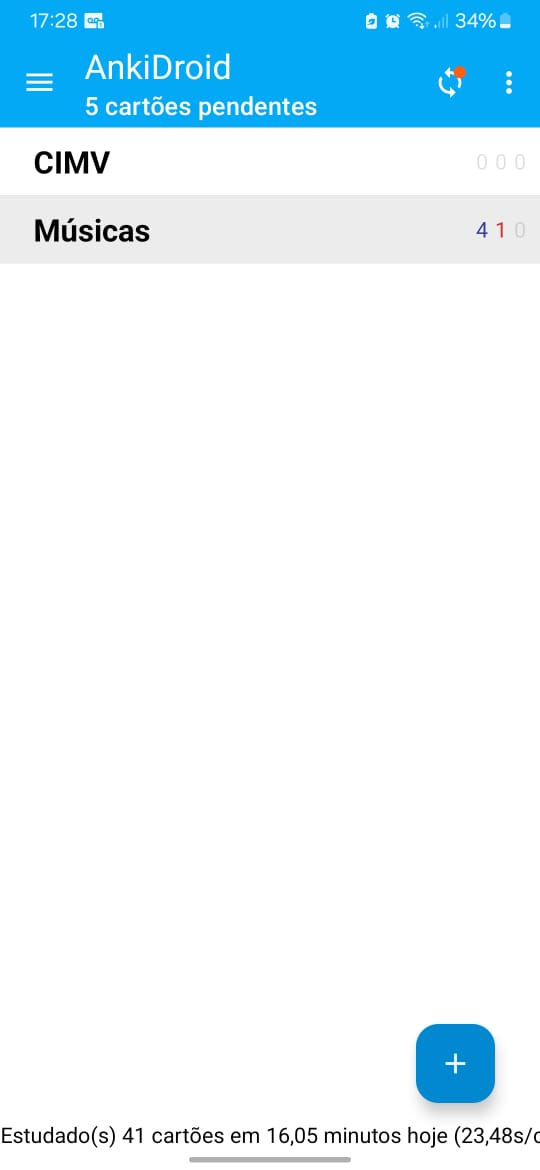 17:28 34%
AnkiDroid
5 cartões pendentes
CIMV 0 0 0
Músicas 4 1 0
+
Estudado(s) 41 cartões em 16,05 minutos hoje (23,48s/c